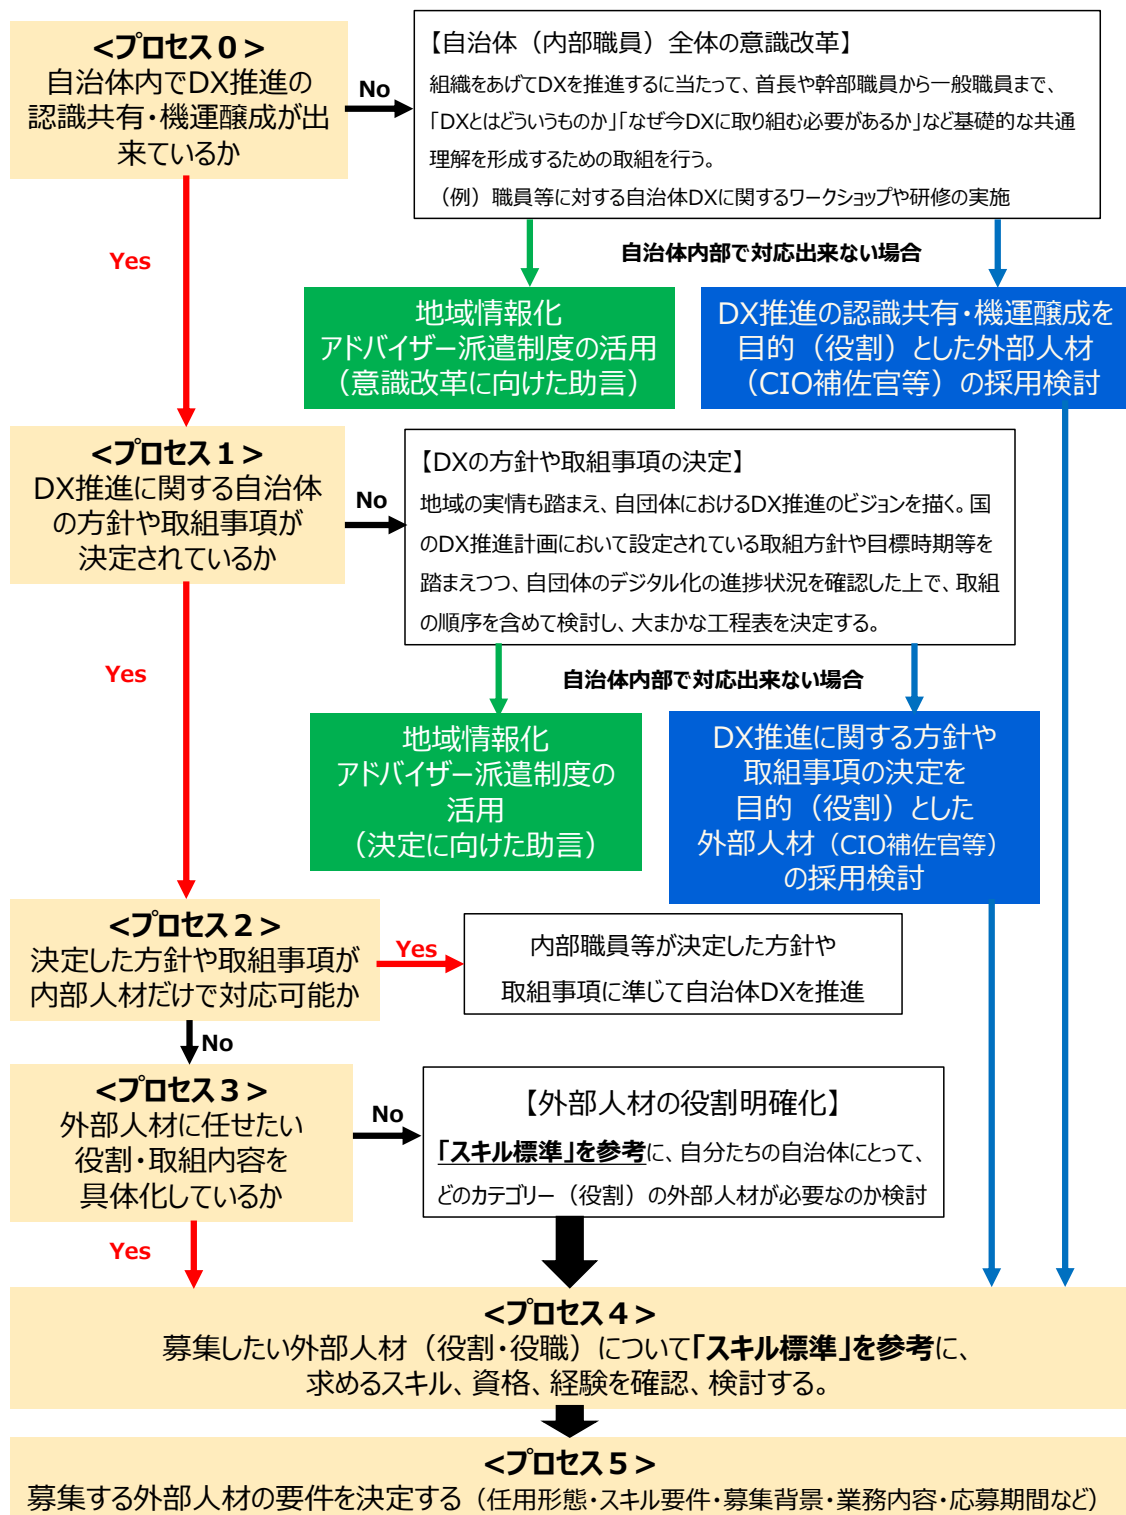 <プロセス０>
自治体内でDX推進の
認識共有・機運醸成が出
来ているか
No
【自治体（内部職員）全体の意識改革】
組織をあげてDXを推進するに当たって、首長や幹部職員から一般職員まで、
「DXとはどういうものか」「なぜ今DXに取り組む必要があるか」など基礎的な共通
理解を形成するための取組を行う。
（例）職員等に対する自治体DXに関するワークショップや研修の実施
Yes
自治体内部で対応出来ない場合
地域情報化
アドバイザー派遣制度の活用
（意識改革に向けた助言）
DX推進の認識共有・機運醸成を
目的（役割）とした外部人材
（CIO補佐官等）の採用検討
<プロセス１>
DX推進に関する自治体
の方針や取組事項が
決定されているか
No
【DXの方針や取組事項の決定】
地域の実情も踏まえ、自団体におけるDX推進のビジョンを描く。国
のDX推進計画において設定されている取組方針や目標時期等を
踏まえつつ、自団体のデジタル化の進捗状況を確認した上で、取組
の順序を含めて検討し、大まかな工程表を決定する。
Yes
自治体内部で対応出来ない場合
地域情報化
アドバイザー派遣制度の
活用
（決定に向けた助言）
DX推進に関する方針や
取組事項の決定を
目的（役割）とした
外部人材（CIO補佐官等）
の採用検討
<プロセス２>
決定した方針や取組事項が
内部人材だけで対応可能か
Yes
内部職員等が決定した方針や
取組事項に準じて自治体DXを推進
No
<プロセス３>
外部人材に任せたい
役割・取組内容を
具体化しているか
No
【外部人材の役割明確化】
「スキル標準」を参考に、自分たちの自治体にとって、
どのカテゴリー（役割）の外部人材が必要なのか検討
Yes
<プロセス４>
募集したい外部人材（役割・役職）について「スキル標準」を参考に、
求めるスキル、資格、経験を確認、検討する。
<プロセス５>
募集する外部人材の要件を決定する（任用形態・スキル要件・募集背景・業務内容・応募期間など）